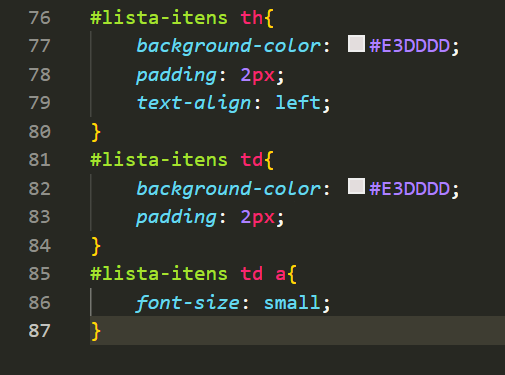 76 #lista-itens th{
77 background-color: #E3DDDD;
78 padding: 2px;
79 text-align: left;
80 }
81 #lista-itens td{
82 background-color: #E3DDDD;
83 padding: 2px;
84 }
85 #lista-itens td a{
86 font-size: small;
87 }